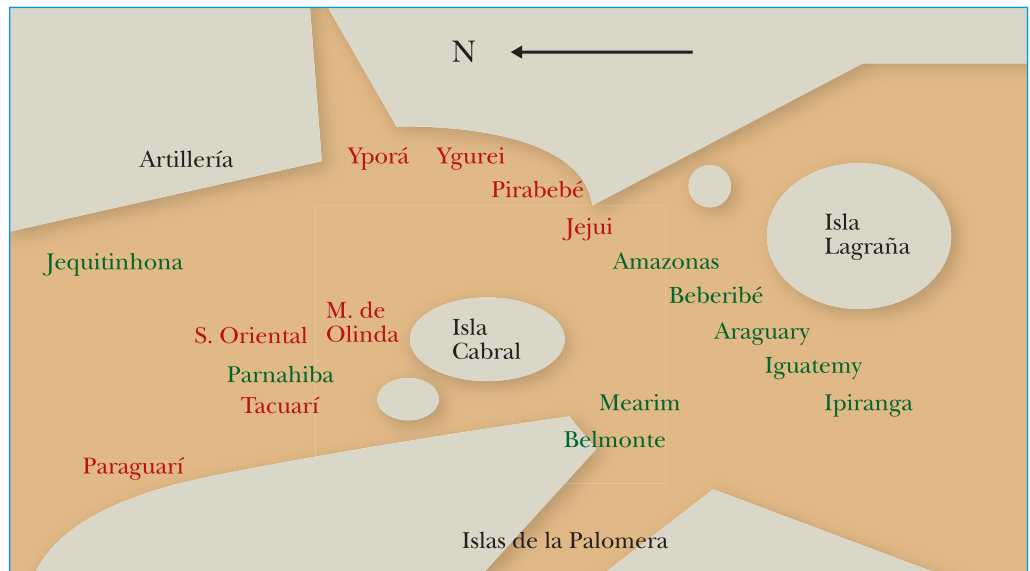 N
Artillería
Yporá
Ygurei
Pirabebé
Jejui
Isla
Lagraña
Jequitinhona
Amazonas
Beberibé
M. de
Olinda
S. Oriental
Isla
Cabral
Araguary
Parnahiba
Iguatemy
Tacuarí
Mearim
Ipiranga
Belmonte
Paraguarí
Islas de la Palomera